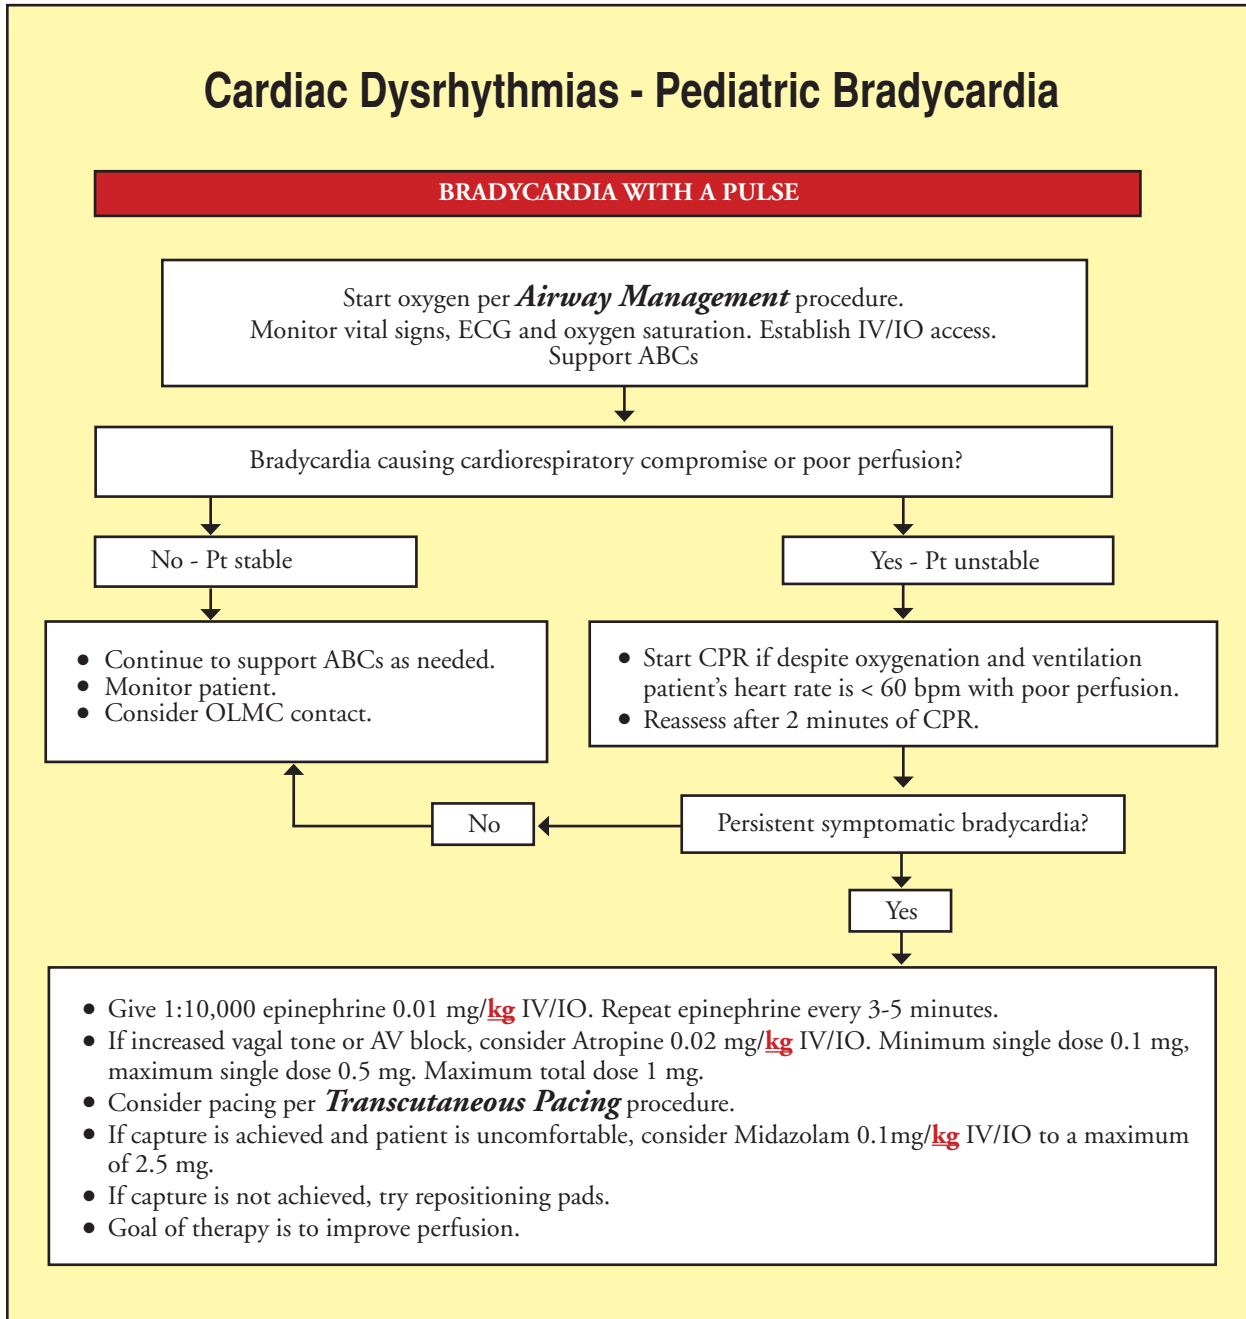 Cardiac Dysrhythmias - Pediatric Bradycardia
BRADYCARDIA WITH A PULSE
Start oxygen per Airway Management procedure.
Monitor vital signs, ECG and oxygen saturation. Establish IV/IO access.
Support ABCs
Bradycardia causing cardiorespiratory compromise or poor perfusion?
No - Pt stable
Yes - Pt unstable
• Continue to support ABCs as needed.
• Monitor patient.
• Consider OLMC contact.
• Start CPR if despite oxygenation and ventilation
patient’s heart rate is < 60 bpm with poor perfusion.
• Reassess after 2 minutes of CPR.
No
Persistent symptomatic bradycardia?
Yes
• Give 1:10,000 epinephrine 0.01 mg/kg IV/IO. Repeat epinephrine every 3-5 minutes.
• If increased vagal tone or AV block, consider Atropine 0.02 mg/kg IV/IO. Minimum single dose 0.1 mg,
maximum single dose 0.5 mg. Maximum total dose 1 mg.
• Consider pacing per Transcutaneous Pacing procedure.
• If capture is achieved and patient is uncomfortable, consider Midazolam 0.1mg/kg IV/IO to a maximum
of 2.5 mg.
• If capture is not achieved, try repositioning pads.
• Goal of therapy is to improve perfusion.